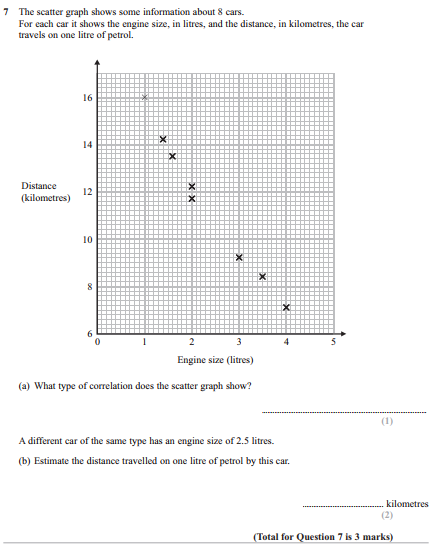 7 The scatter graph shows some information about 8 cars.
For each car it shows the engine size, in litres, and the distance, in kilometres, the car
travels on one litre of petrol.
16
14
Distance
(kilometres)
12
10
8
6
0 1 2 3 4 5
Engine size (litres)
(a) What type of correlation does the scatter graph show?
(1)
A different car of the same type has an engine size of 2.5 litres.
(b) Estimate the distance travelled on one litre of petrol by this car.
kilometres
(2)
(Total for Question 7 is 3 marks)